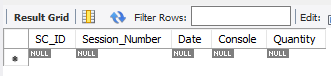 Result Grid Filter Rows: Edit:
SC_ID Session_Number Date Console Quantity
NULL NULL NULL NULL NULL